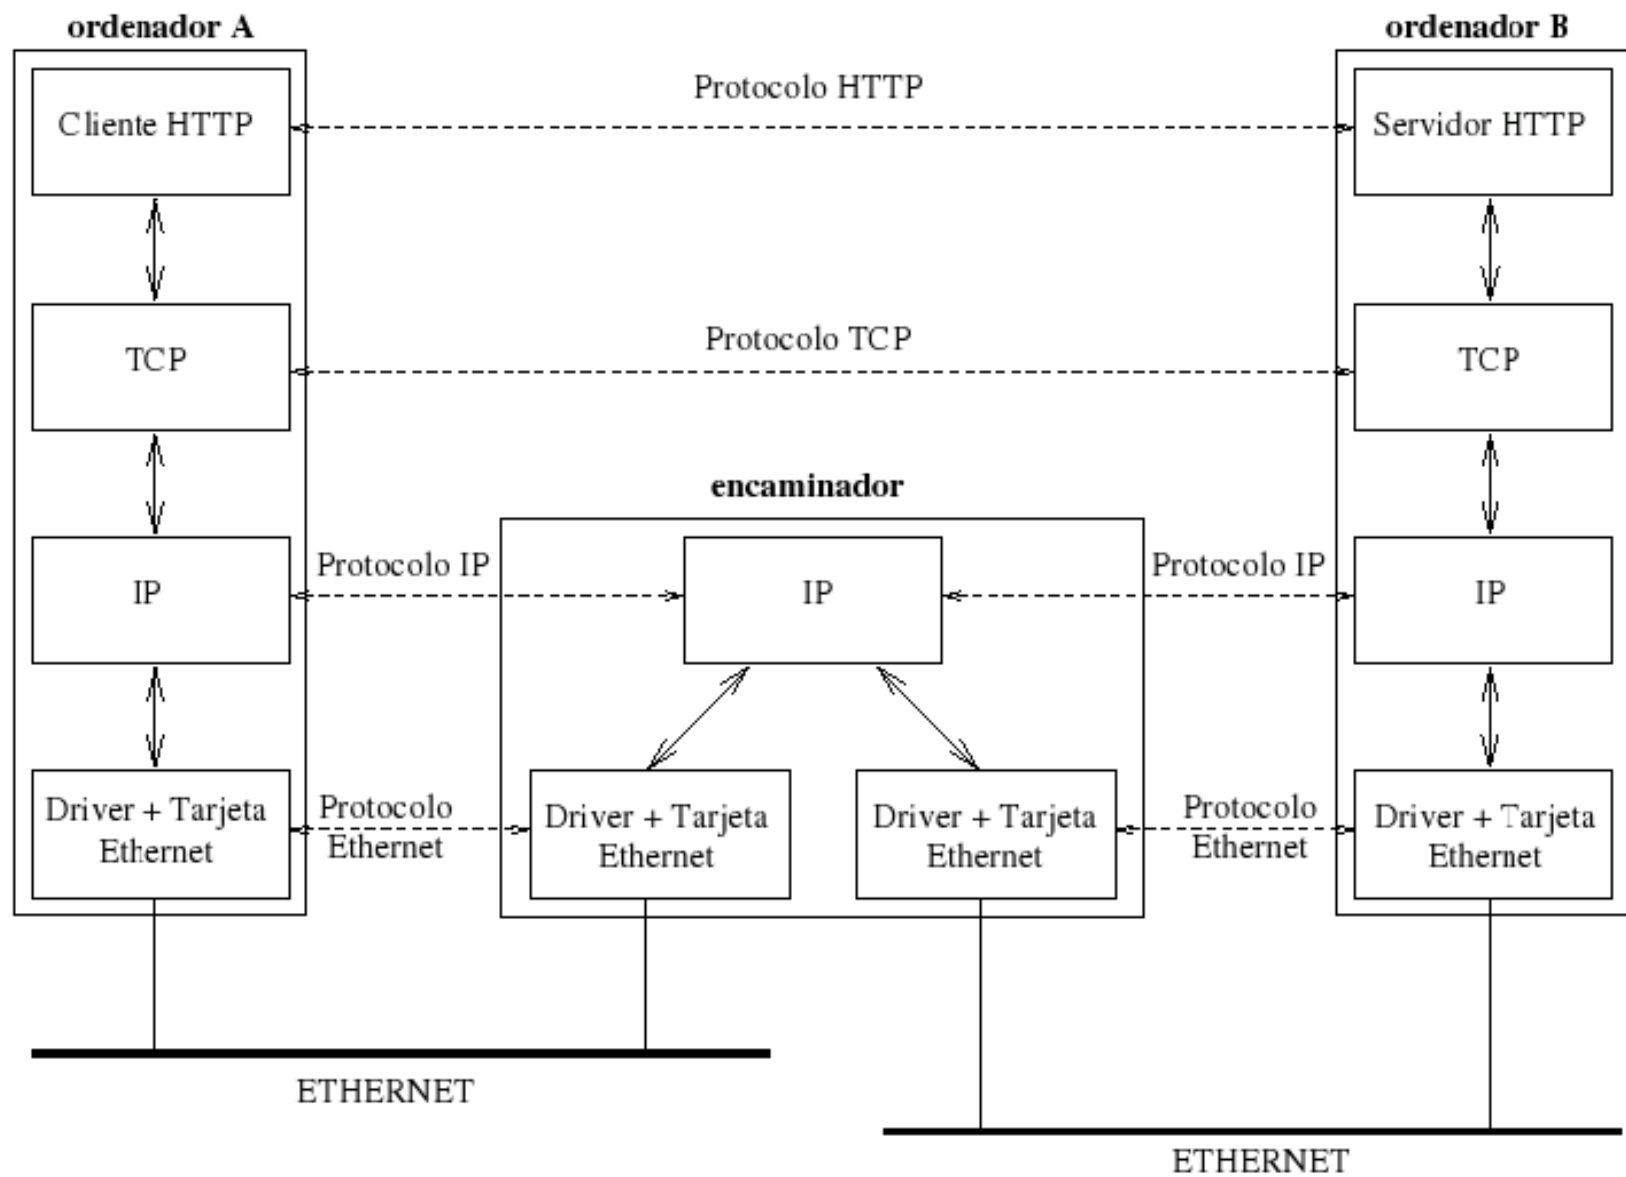 ordenador A
ordenador B
Protocolo HTTP
Cliente HTTP
Servidor HTTP
Protocolo TCP
TCP
TCP
encaminador
Protocolo IP
Protocolo IP
IP
IP
IP
Driver + Tarjeta
Ethernet
Protocolo
Ethernet
Driver + Tarjeta
Ethernet
Driver + Tarjeta
Ethernet
Protocolo
Ethernet
Driver + Tarjeta
Ethernet
ETHERNET
ETHERNET